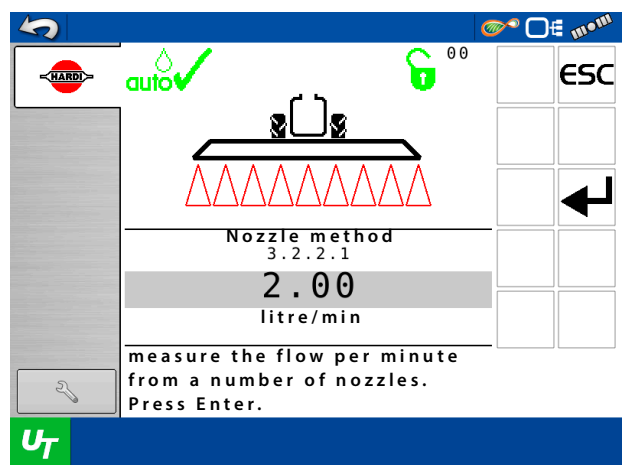 HARDI
auto
00
ESC
Nozzle method
3.2.2.1
2.00
litre/min
measure the flow per minute
from a number of nozzles.
Press Enter.
UT